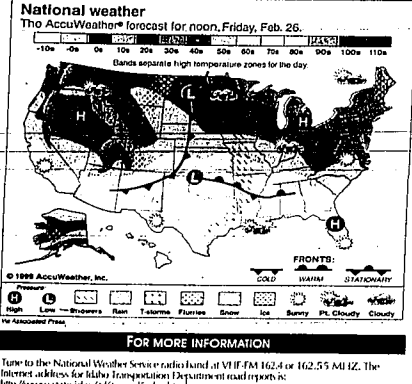 National weather
The AccuWeather® forecast for noon, Friday, Feb. 26.
-10s -0s 0s 10s 20s 30s 40s 50s 60s 70s 80s 90s 100s 110s
Bands separate high temperature zones for the day.
L
H
H
L
H
FRONTS:
COLD WARM STATIONARY
© 1999 AccuWeather, Inc.
Pressure
H L
High Low Showers Rain T-storms Flurries Snow Ice Sunny Pt. Cloudy Cloudy
Via Associated Press
FOR MORE INFORMATION
Tune to the National Weather Service radio band at VHF-FM 162.4 or 162.55 MHZ. The
Internet address for Idaho Transportation Department road reports is: